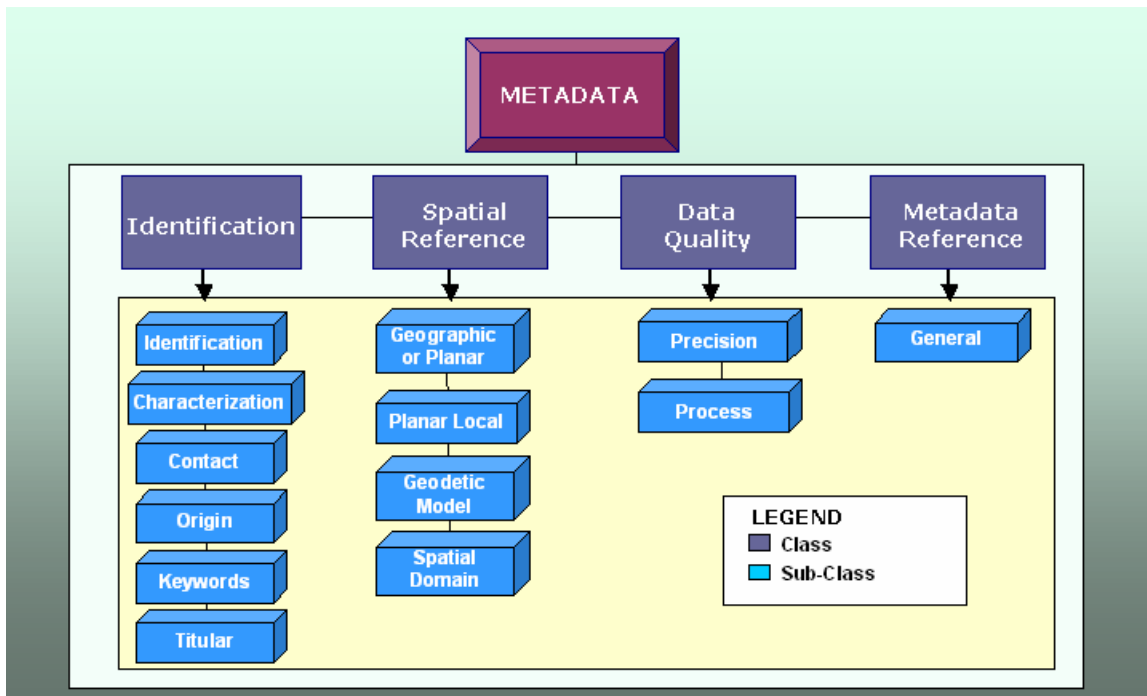 METADATA
Identification
Spatial
Reference
Data
Quality
Metadata
Reference
Identification
Characterization
Contact
Origin
Keywords
Titular
Geographic
or Planar
Planar Local
Geodetic
Model
Spatial
Domain
Precision
Process
General
LEGEND
Class
Sub-Class